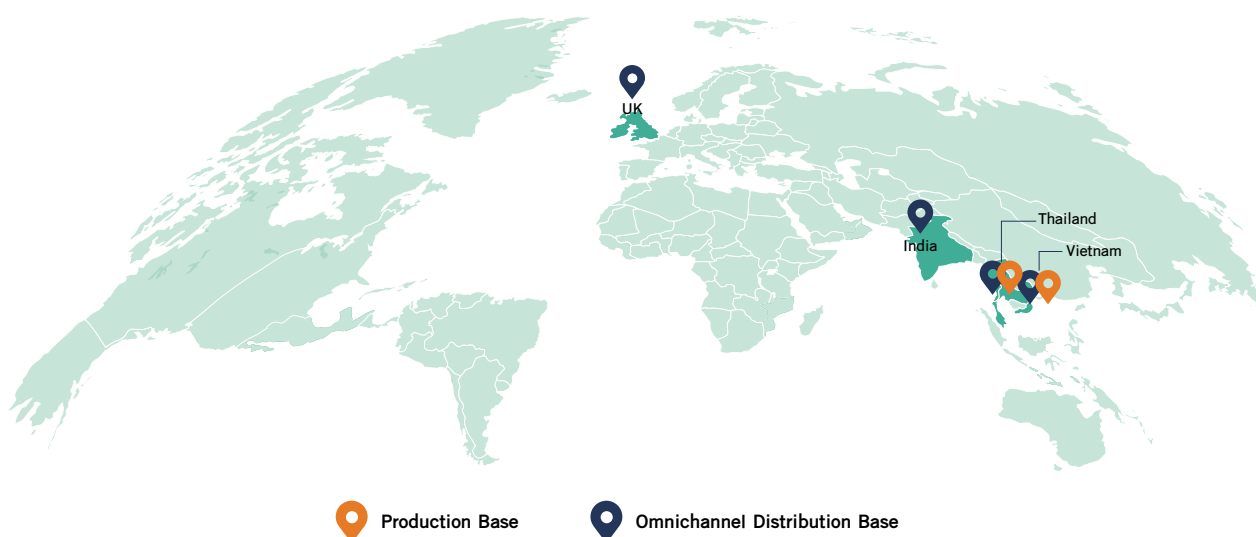 UK
Thailand
India
Vietnam
Production Base
Omnichannel Distribution Base